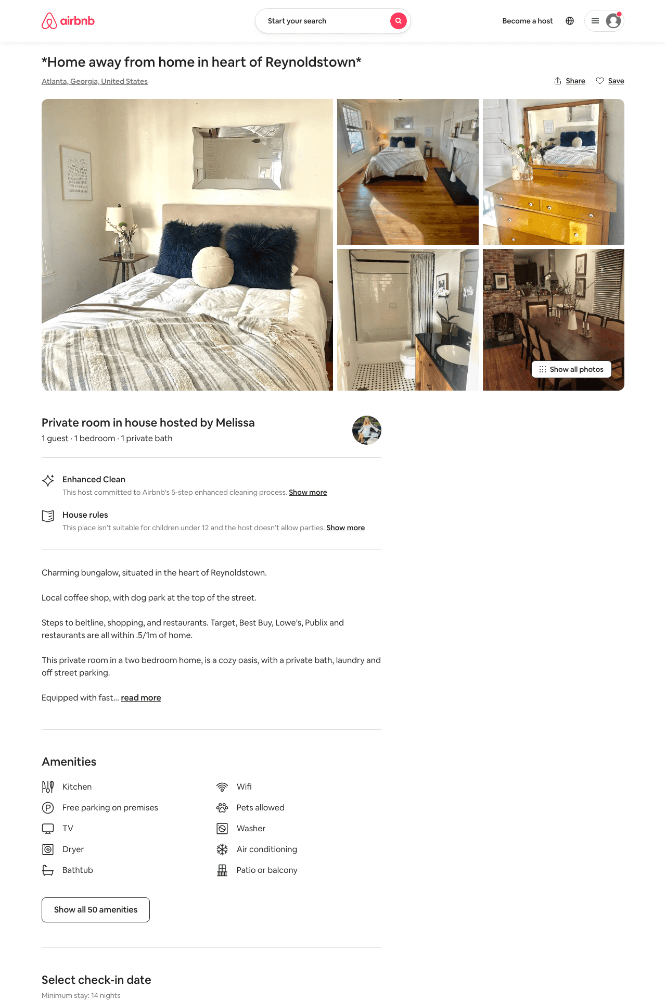 airbnb
Start your search
Become a host
*Home away from home in heart of Reynoldstown*
Atlanta, Georgia, United States
Share
Save
Show all photos
Private room in house hosted by Melissa
1 guest · 1 bedroom · 1 private bath
Enhanced Clean
This host committed to Airbnb's 5-step enhanced cleaning process. Show more
House rules
This place isn’t suitable for children under 12 and the host doesn’t allow parties. Show more
Charming bungalow, situated in the heart of Reynoldstown.
Local coffee shop, with dog park at the top of the street.
Steps to beltline, shopping, and restaurants. Target, Best Buy, Lowe’s, Publix and
restaurants are all within .5/1m of home.
This private room in a two bedroom home, is a cozy oasis, with a private bath, laundry and
off street parking.
Equipped with fast... read more
Amenities
Kitchen
Wifi
Free parking on premises
Pets allowed
TV
Washer
Dryer
Air conditioning
Bathtub
Patio or balcony
Show all 50 amenities
Select check-in date
Minimum stay: 14 nights